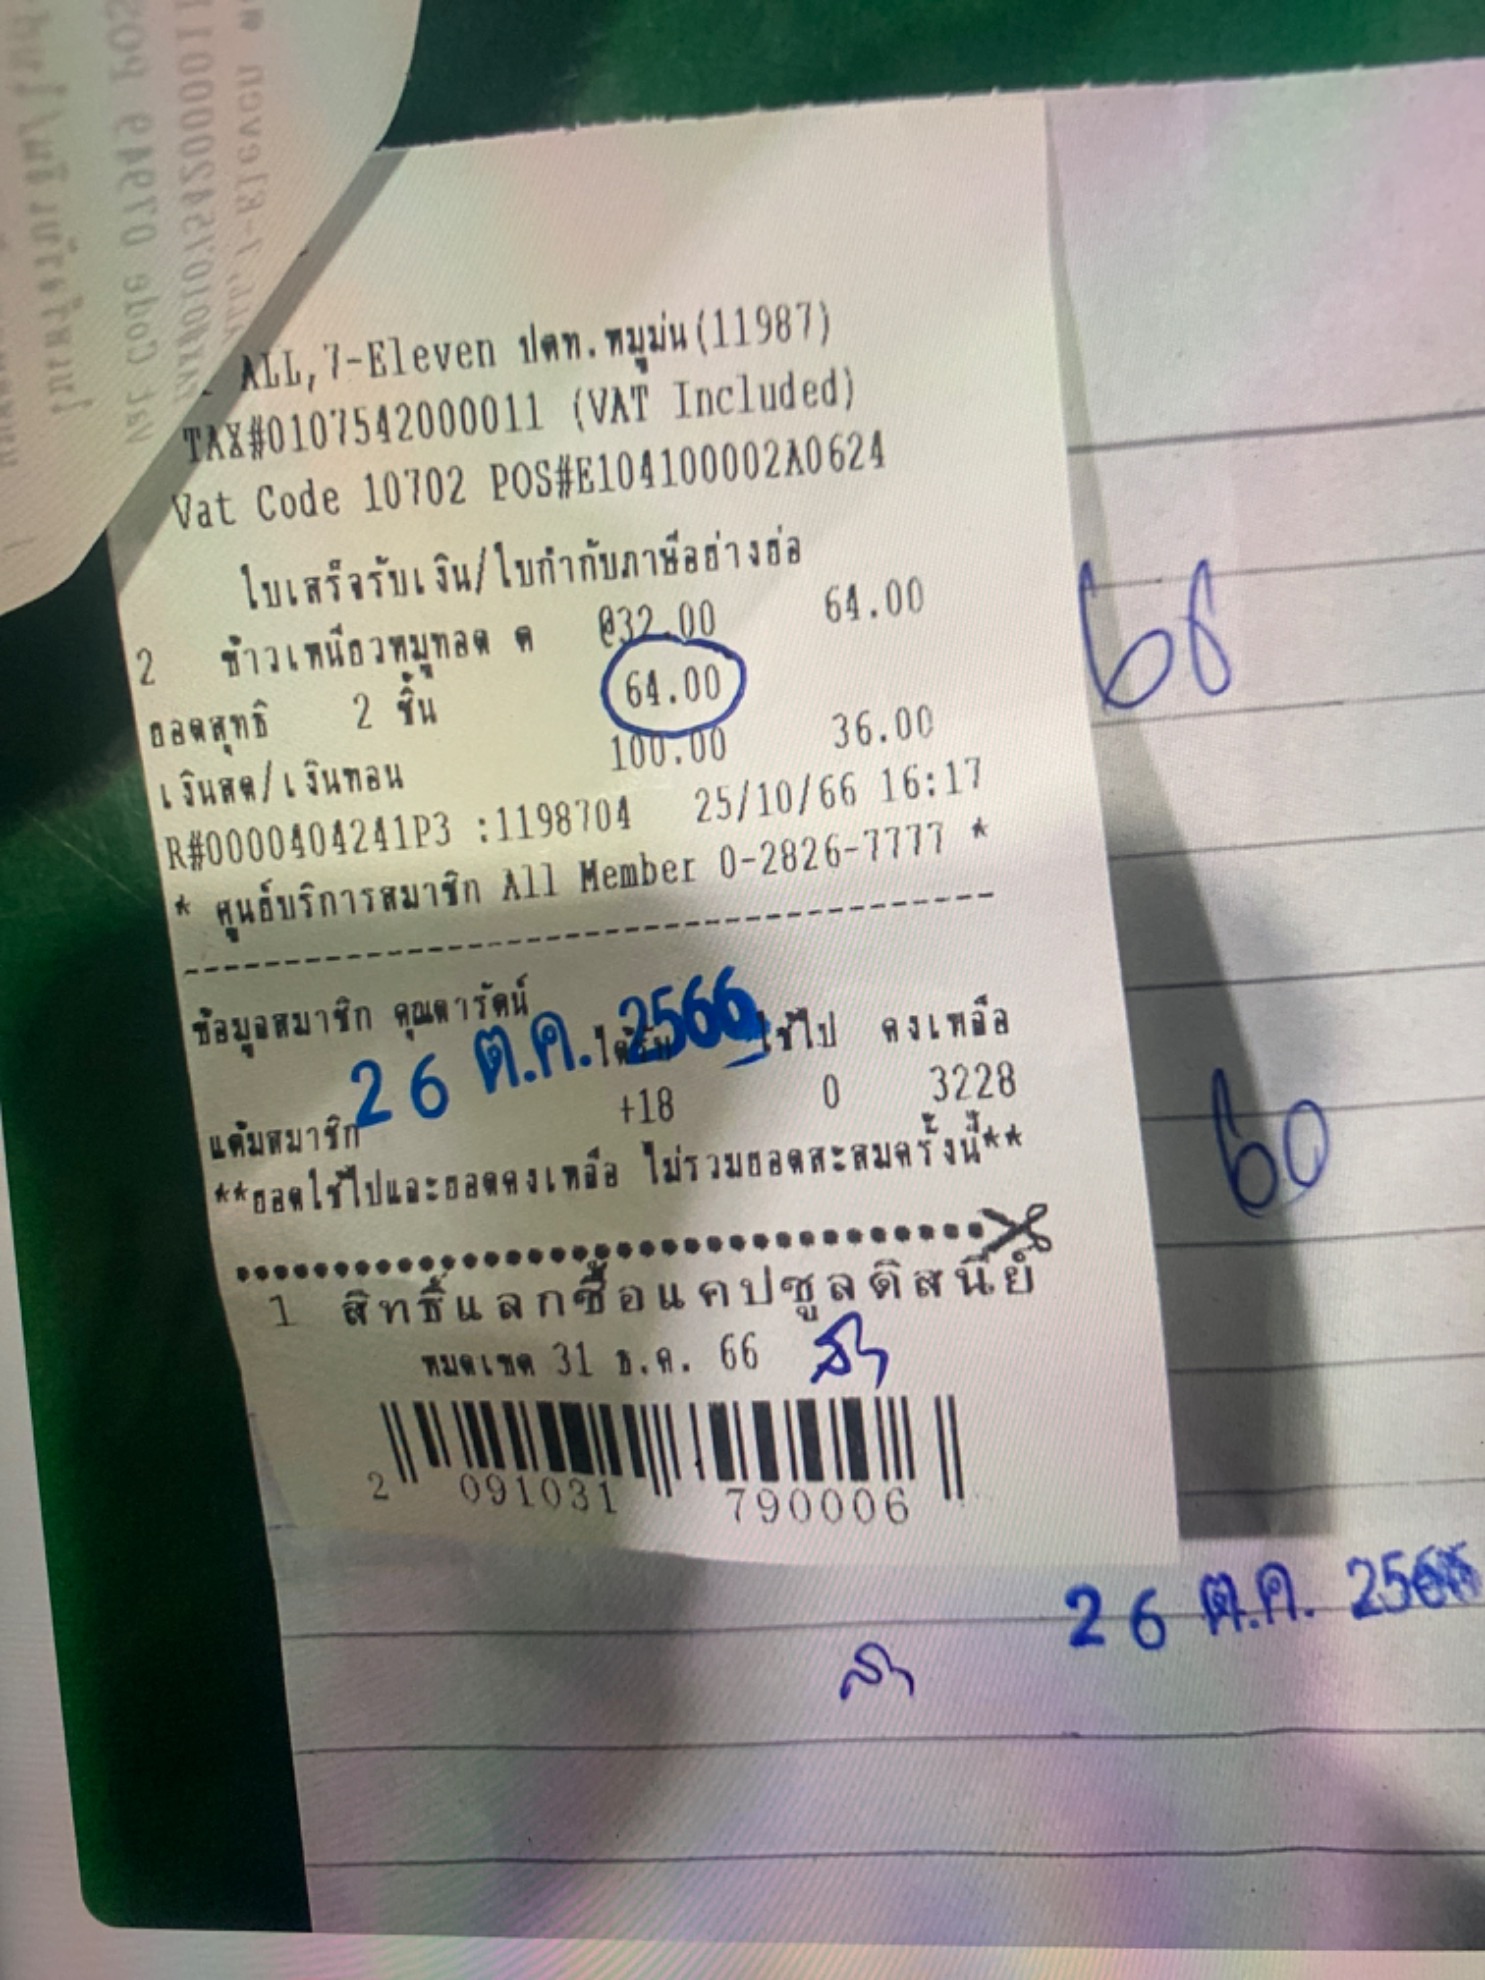 ALL,7-Eleven ปตท.หมูม่น(11987)
TAX#0107542000011 (VAT Included)
Vat Code 10702 POS#E104100002A0624
ใบเสร็จรับเงิน/ใบกำกับภาษีอย่างย่อ
2 ข้าวเหนียวหมูทอด ด @32.00 64.00
ยอดสุทธิ 2 ชิ้น 64.00
เงินสด/เงินทอน 100.00 36.00
R#0000404241P3 :1198704 25/10/66 16:17
* ศูนย์บริการสมาชิก All Member 0-2826-7777 *
ข้อมูลสมาชิก คุณดารัตน์
26 ต.ค. 2566
ได้รับ ใช้ไป คงเหลือ
แต้มสมาชิก +18 0 3228
**ยอดใช้ไปและยอดคงเหลือ ไม่รวมยอดสะสมครั้งนี้**
1 สิทธิ์แลกซื้อแคปซูลดิสนีย์
หมดเขต 31 ธ.ค. 66
2 091031 790006
68
60
26 ต.ค. 2566